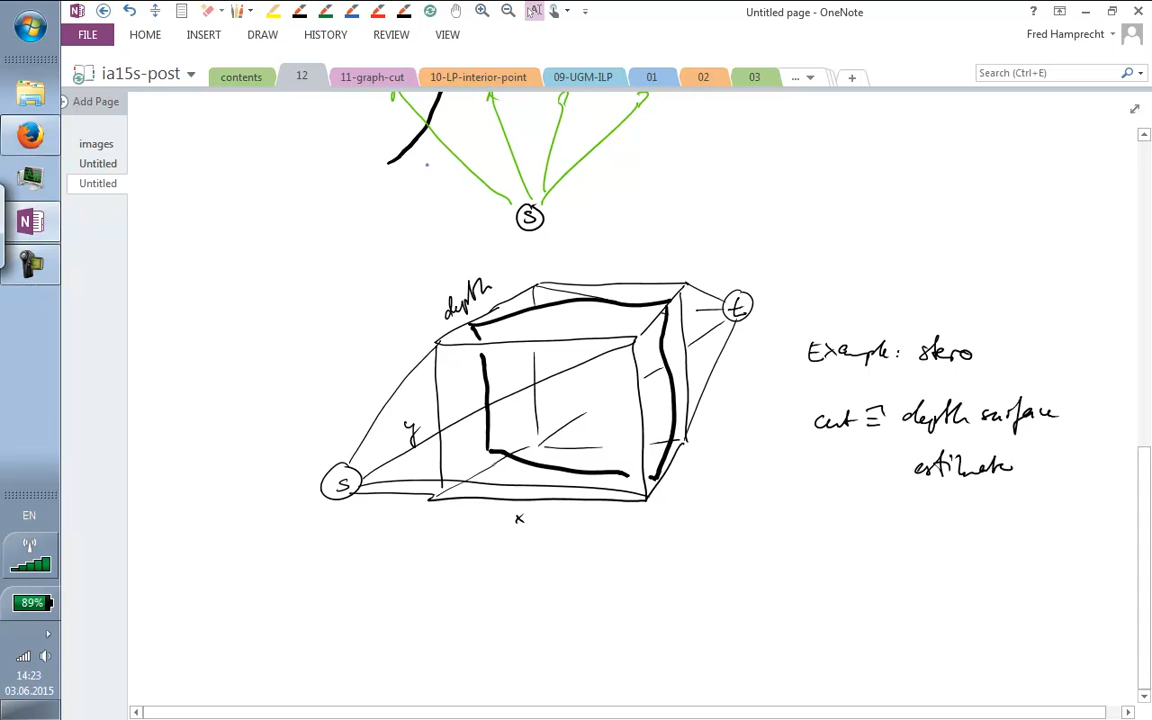 Untitled page - OneNote
FILE HOME INSERT DRAW HISTORY REVIEW VIEW
Fred Hamprecht
ia15s-post
contents 12 11-graph-cut 10-LP-interior-point 09-UGM-ILP 01 02 03 ...
Search (Ctrl+E)
Add Page
images
Untitled
Untitled
S
depth
t
y
S
x
Example: stero
cut ≡ depth surface
estimate
EN
89%
14:23
03.06.2015